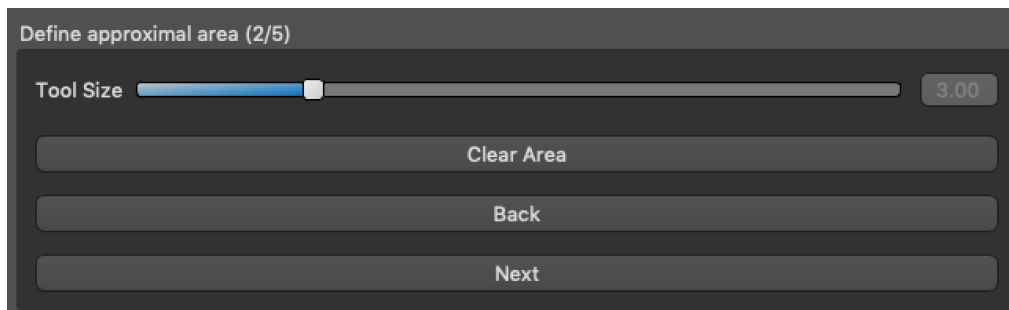 Define approximal area (2/5)
Tool Size 3.00
Clear Area
Back
Next